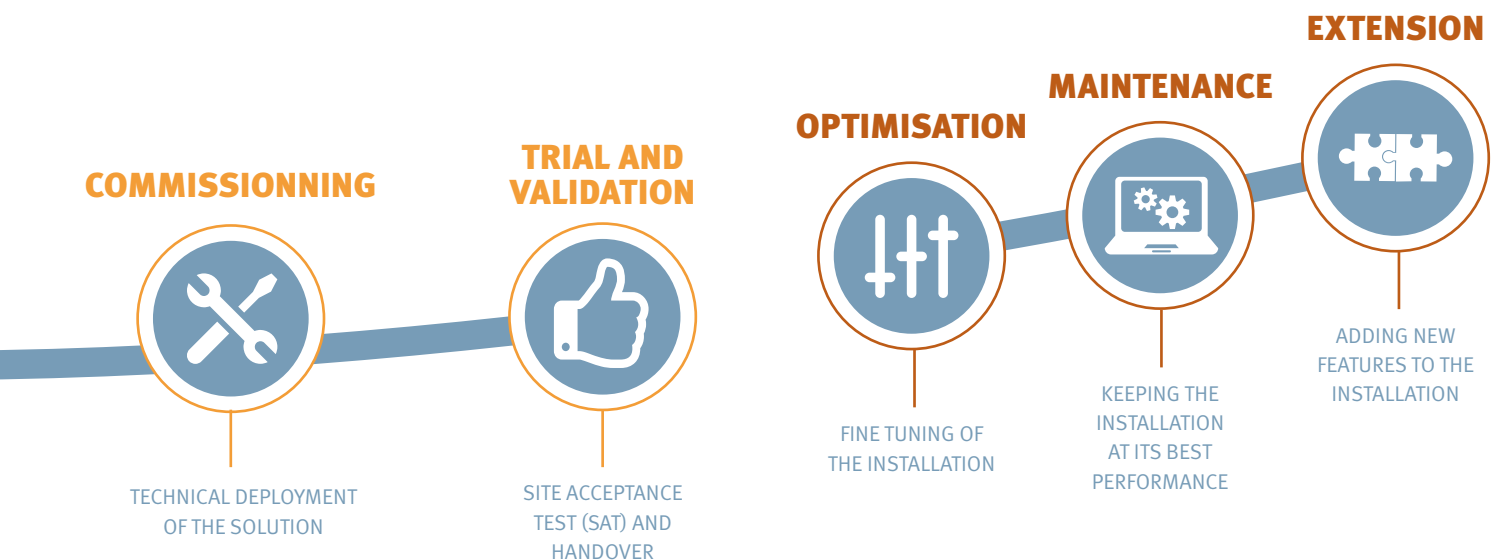 COMMISSIONNING
TECHNICAL DEPLOYMENT
OF THE SOLUTION
TRIAL AND
VALIDATION
SITE ACCEPTANCE
TEST (SAT) AND
HANDOVER
OPTIMISATION
FINE TUNING OF
THE INSTALLATION
MAINTENANCE
KEEPING THE
INSTALLATION
AT ITS BEST
PERFORMANCE
EXTENSION
ADDING NEW
FEATURES TO THE
INSTALLATION